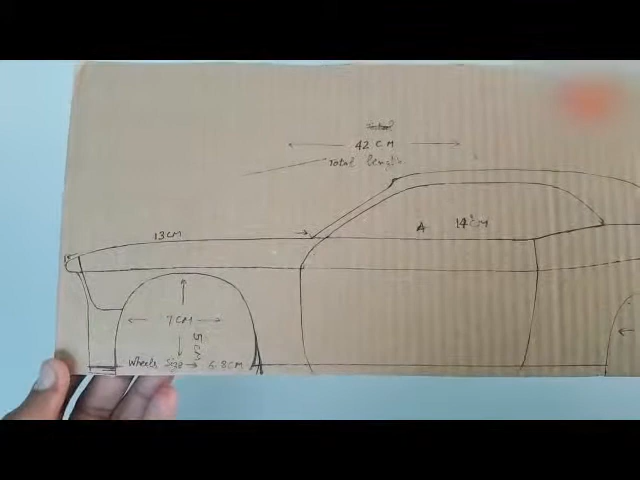 42 CM
Total length
13CM
14CM
7CM
5CM
Wheels Size → 6.8CM